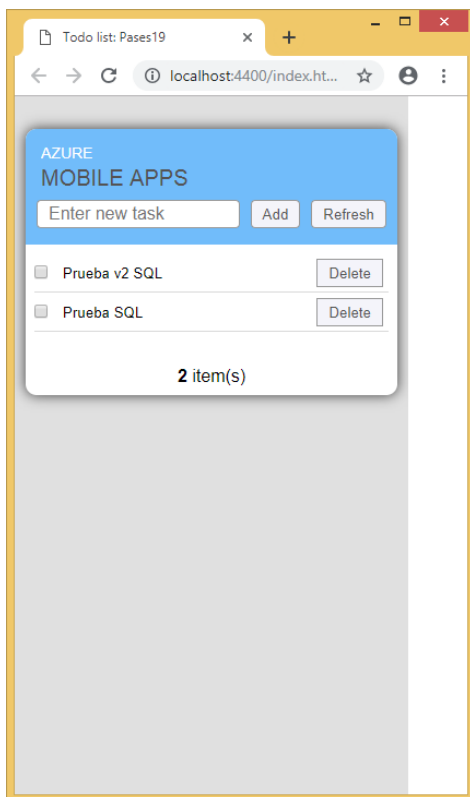 Todo list: Pases19
localhost:4400/index.ht...
AZURE
MOBILE APPS
Enter new task Add Refresh
Prueba v2 SQL Delete
Prueba SQL Delete
2 item(s)